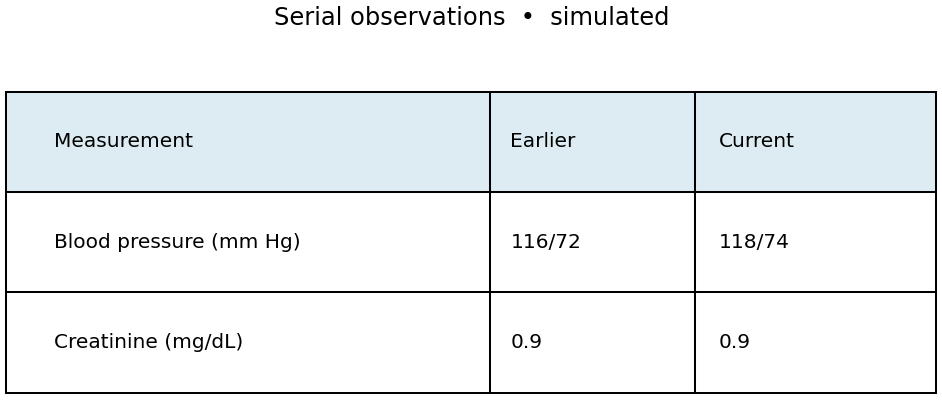 Serial observations • simulated
Measurement Earlier Current
Blood pressure (mm Hg) 116/72 118/74
Creatinine (mg/dL) 0.9 0.9